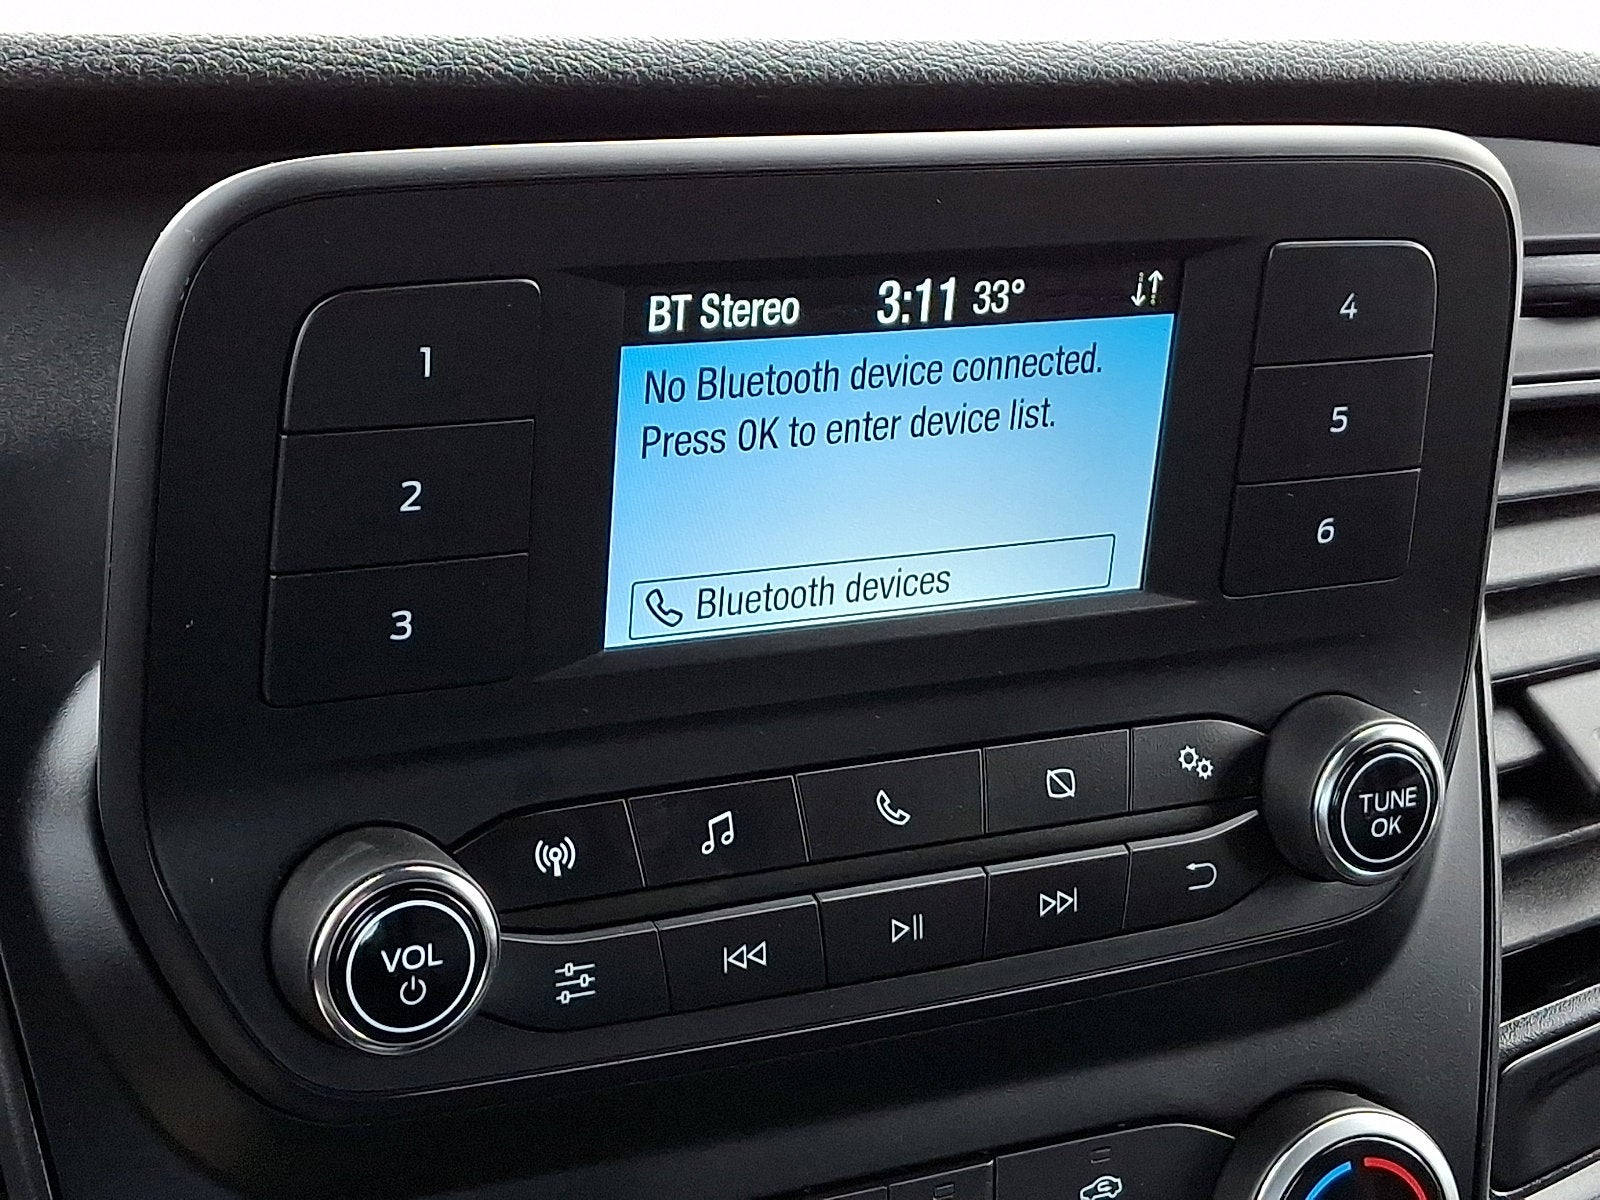 BT Stereo 3:11 33°
No Bluetooth device connected.
Press OK to enter device list.
Bluetooth devices
1
2
3
4
5
6
VOL
TUNE
OK